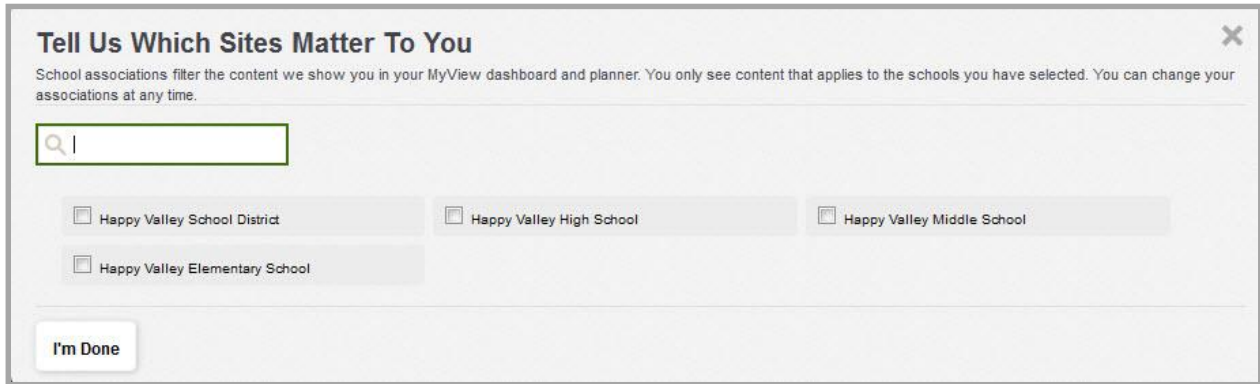 Tell Us Which Sites Matter To You
School associations filter the content we show you in your MyView dashboard and planner. You only see content that applies to the schools you have selected. You can change your
associations at any time.
Happy Valley School District
Happy Valley High School
Happy Valley Middle School
Happy Valley Elementary School
I'm Done